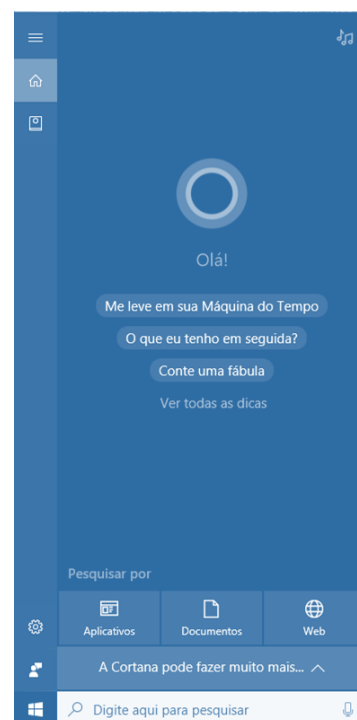 Olá!
Me leve em sua Máquina do Tempo
O que eu tenho em seguida?
Conte uma fábula
Ver todas as dicas
Pesquisar por
Aplicativos Documentos Web
A Cortana pode fazer muito mais...
Digite aqui para pesquisar